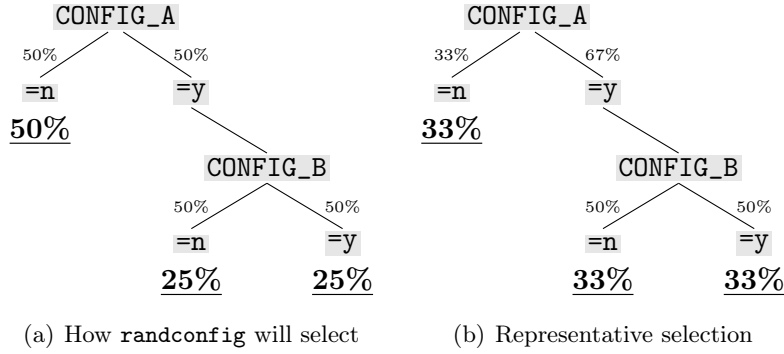 CONFIG_A CONFIG_A
50% 50% 33% 67%
=n =y =n =y
50% 33%
CONFIG_B CONFIG_B
50% 50% 50% 50%
=n =y =n =y
25% 25% 33% 33%
(a) How randconfig will select (b) Representative selection